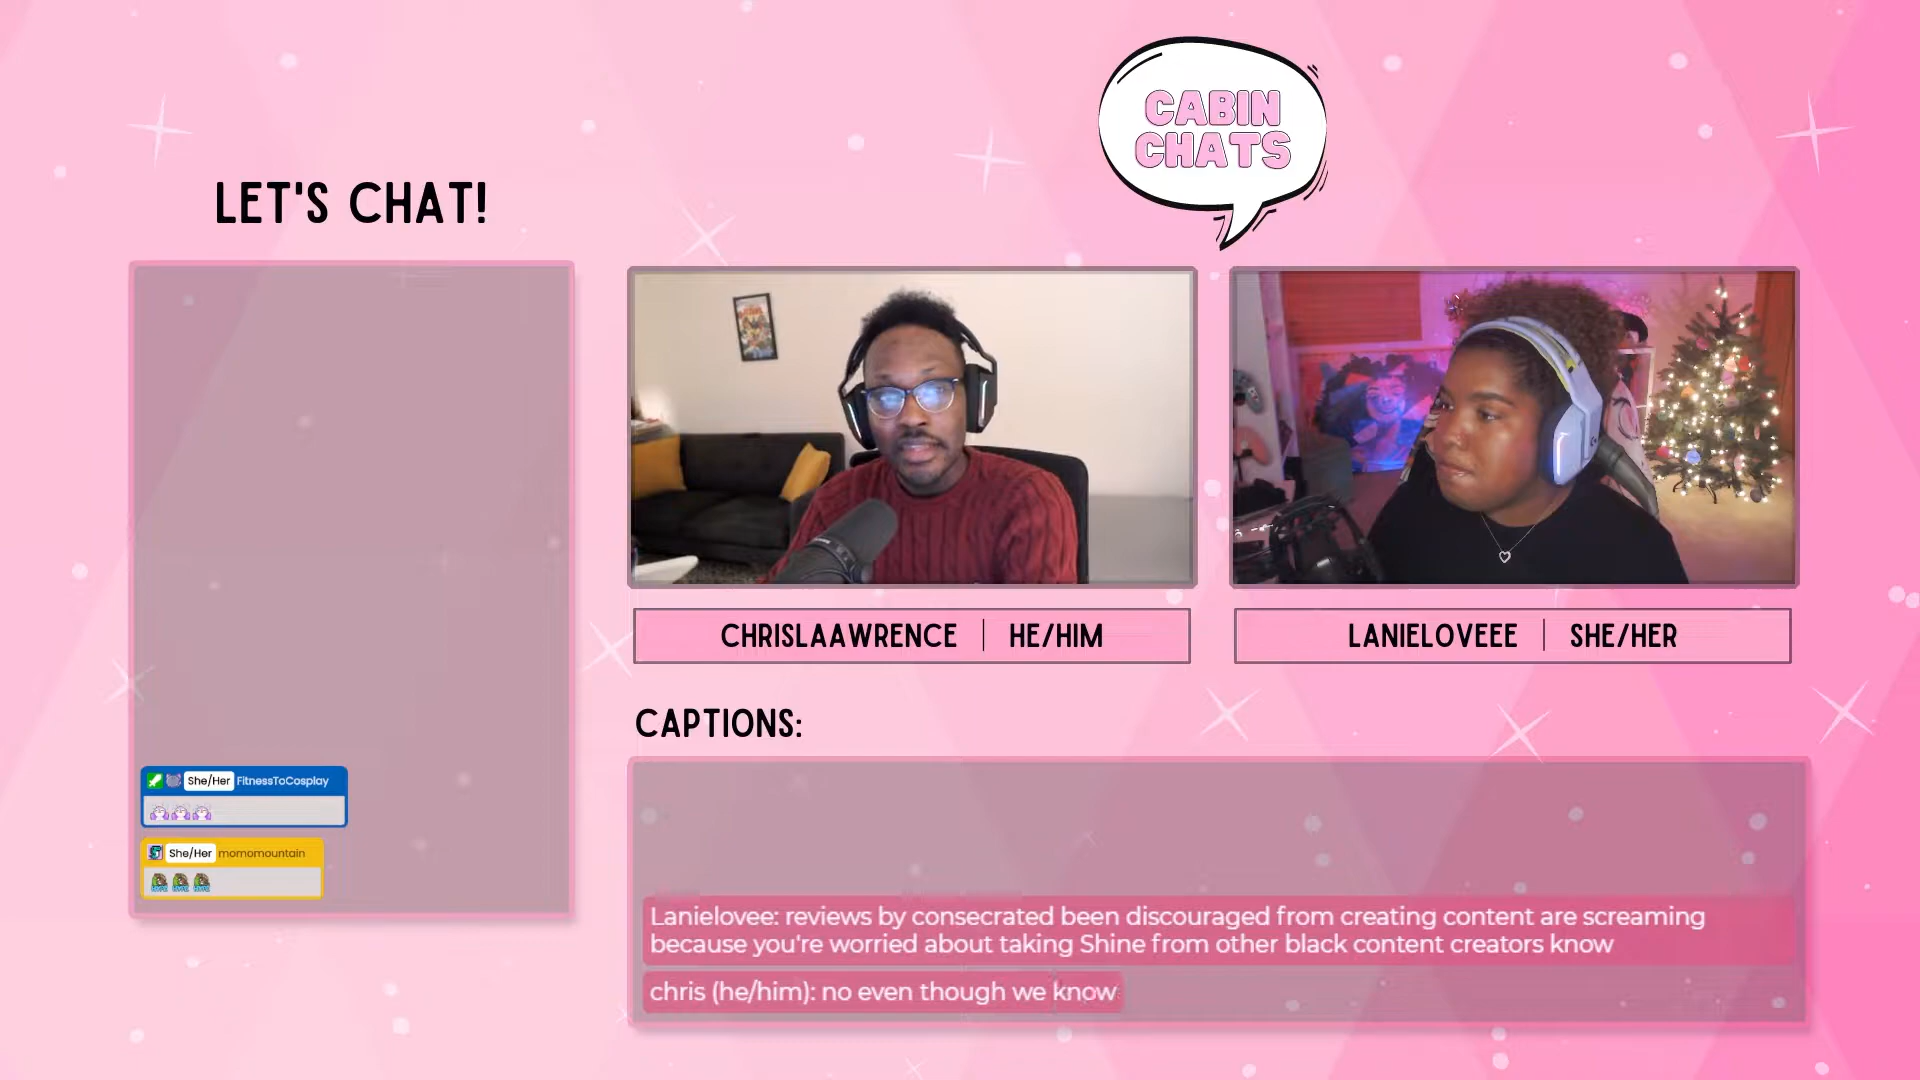 CABIN
CHATS
LET'S CHAT!
CHRISLAAWRENCE | HE/HIM
LANIELOVEEE | SHE/HER
CAPTIONS:
She/Her FitnessToCosplay
She/Her momomountain
Lanielovee: reviews by consecrated been discouraged from creating content are screaming
because you're worried about taking Shine from other black content creators know
chris (he/him): no even though we know